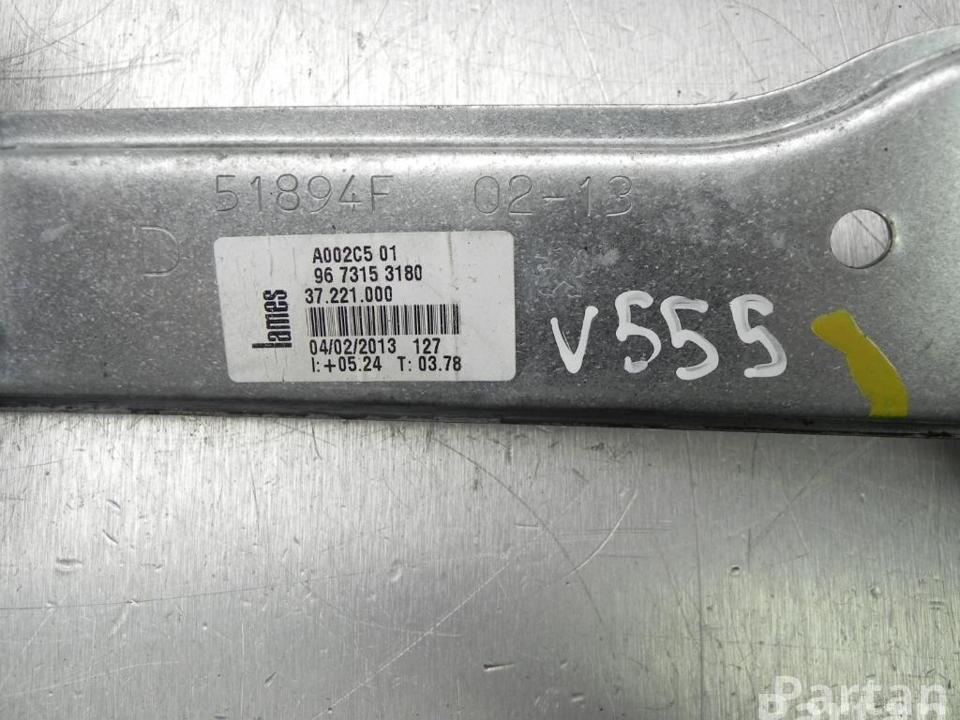 51894F 02-13
D
A002C5 01
96 7315 3180
37.221.000
lames
04/02/2013 127
I:+05.24 T: 03.78
V555
Partan